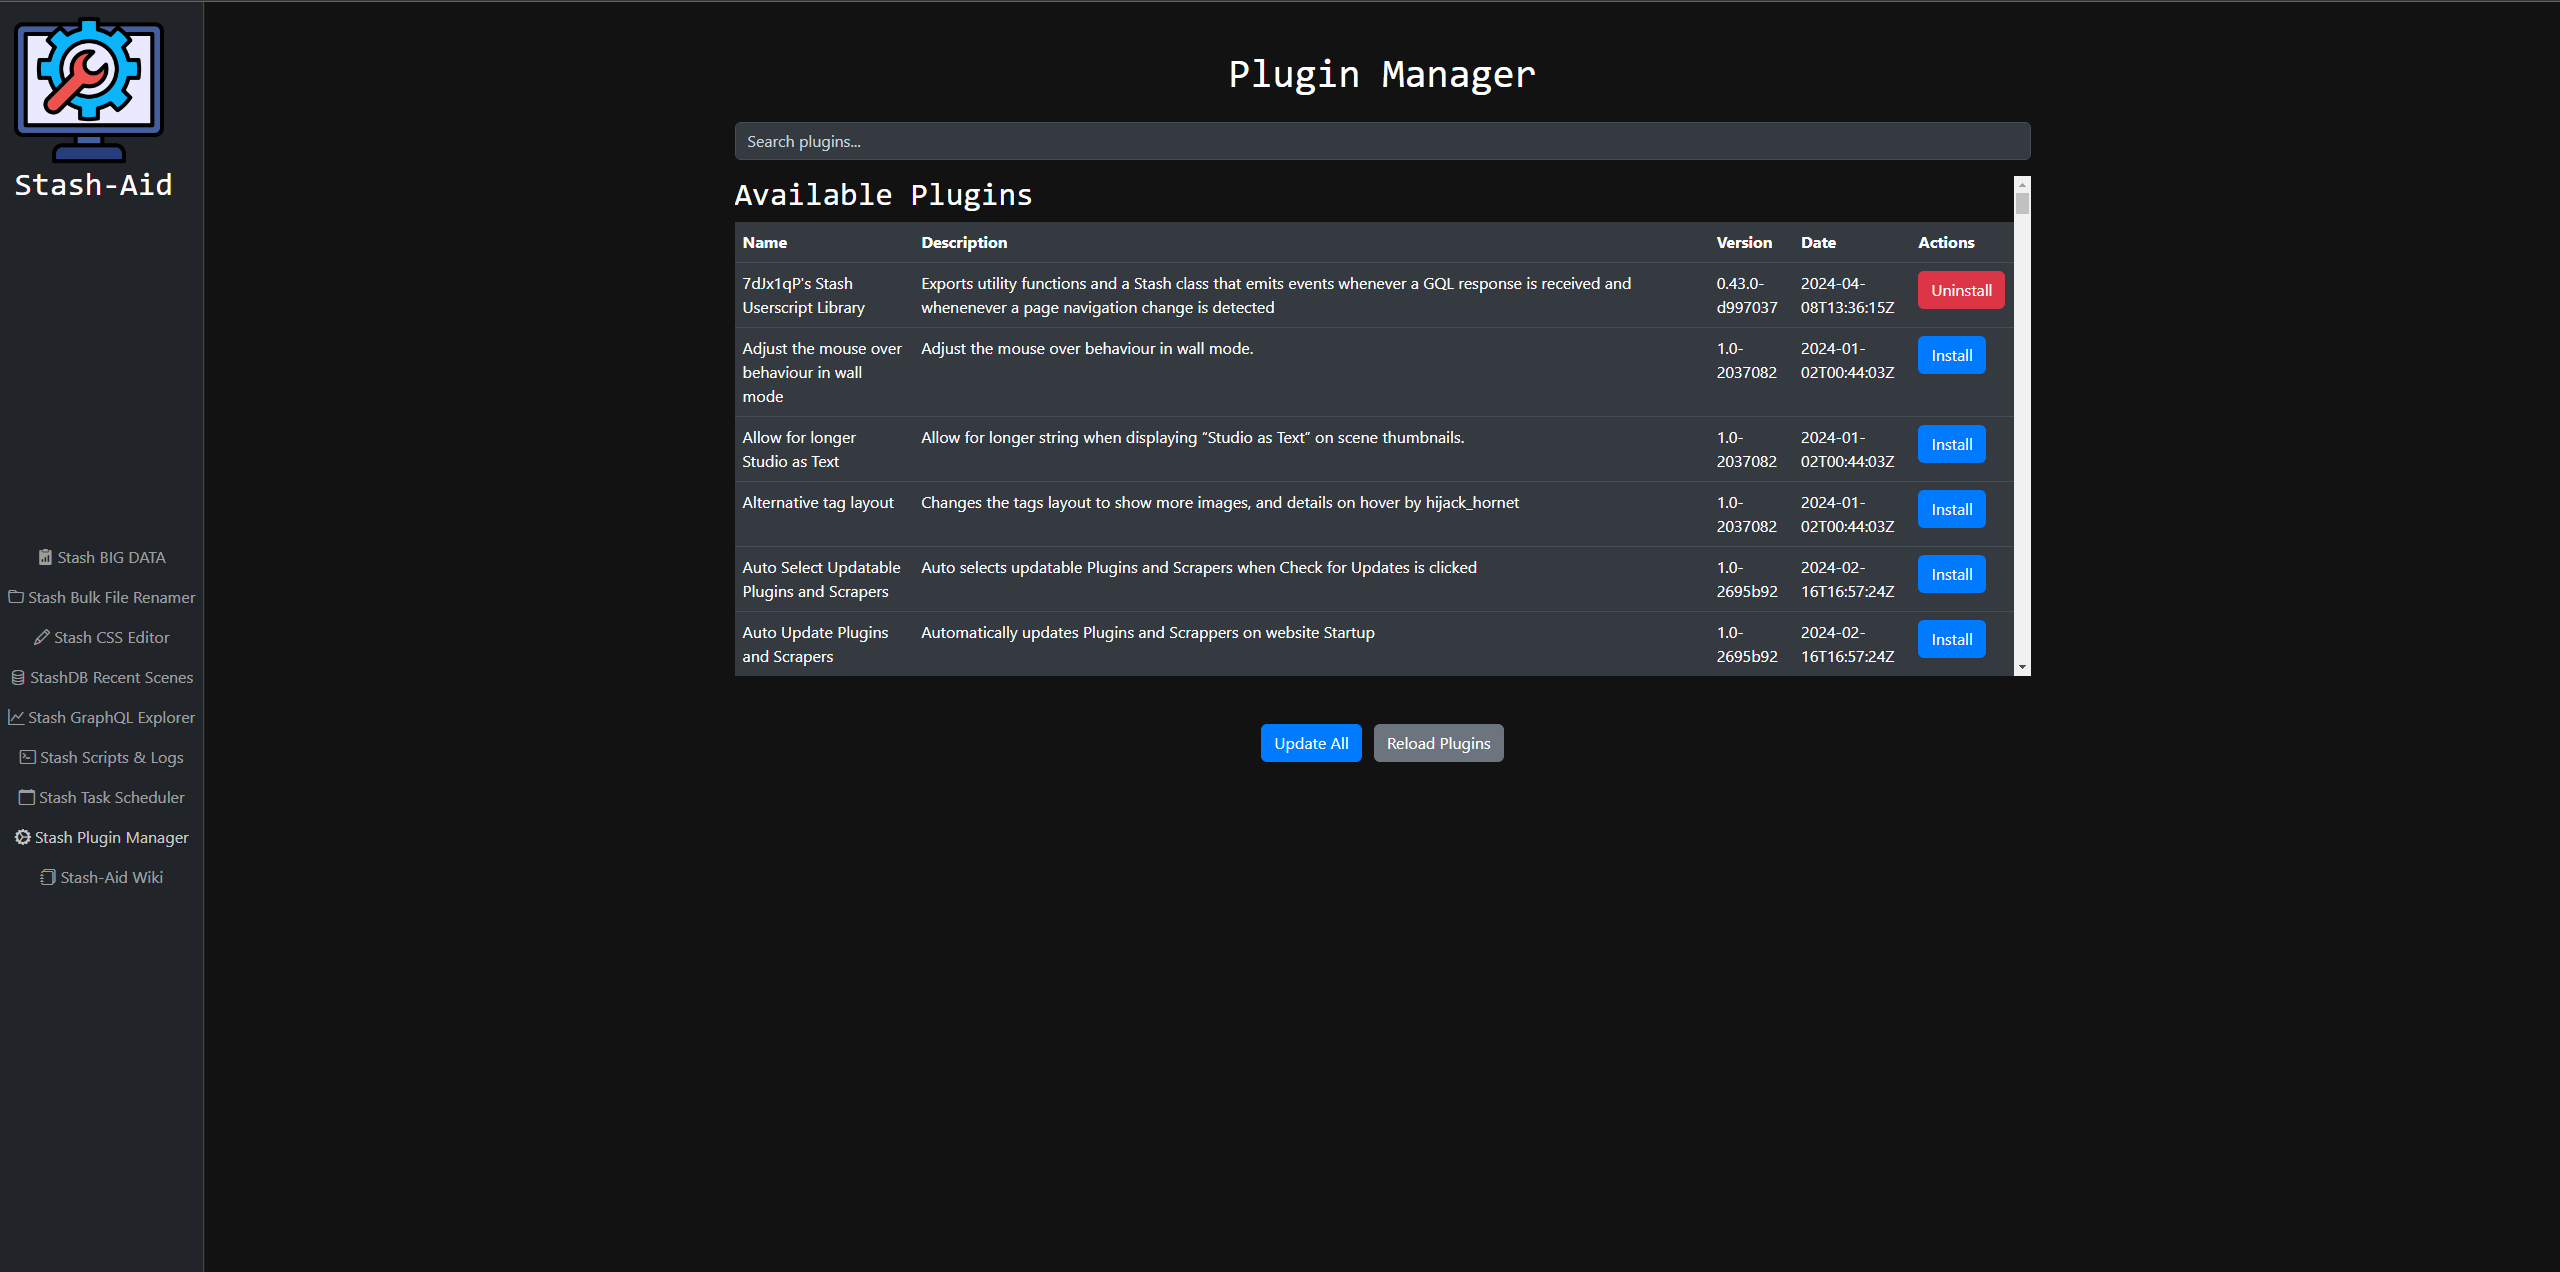 Stash-Aid
Stash BIG DATA
Stash Bulk File Renamer
Stash CSS Editor
StashDB Recent Scenes
Stash GraphQL Explorer
Stash Scripts & Logs
Stash Task Scheduler
Stash Plugin Manager
Stash-Aid Wiki
Plugin Manager
Search plugins...
Available Plugins
Name Description Version Date Actions
7dJx1qP's Stash Exports utility functions and a Stash class that emits events whenever a GQL response is received and 0.43.0- 2024-04- Uninstall
Userscript Library whenenever a page navigation change is detected d997037 08T13:36:15Z
Adjust the mouse over Adjust the mouse over behaviour in wall mode. 1.0- 2024-01- Install
behaviour in wall 2037082 02T00:44:03Z
mode
Allow for longer Allow for longer string when displaying “Studio as Text” on scene thumbnails. 1.0- 2024-01- Install
Studio as Text 2037082 02T00:44:03Z
Alternative tag layout Changes the tags layout to show more images, and details on hover by hijack_hornet 1.0- 2024-01- Install
2037082 02T00:44:03Z
Auto Select Updatable Auto selects updatable Plugins and Scrapers when Check for Updates is clicked 1.0- 2024-02- Install
Plugins and Scrapers 2695b92 16T16:57:24Z
Auto Update Plugins Automatically updates Plugins and Scrappers on website Startup 1.0- 2024-02- Install
and Scrapers 2695b92 16T16:57:24Z
Update All Reload Plugins